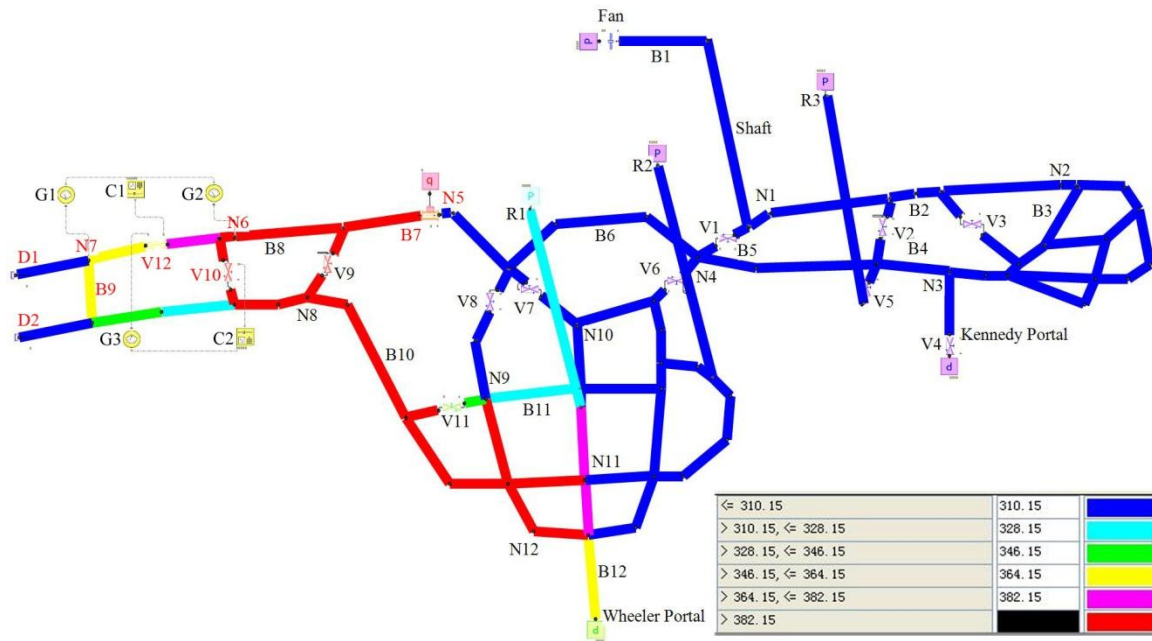 Fan
P
B1
P
R3
Shaft
P
R2
q
N5
P
R1
G1
C1
G2
N6
B7
B8
D1
N7
V12
V10
V9
B9
D2
G3
C2
N8
B6
V1
B5
N1
B2
N2
B3
V3
V2
B4
V5
N3
V8
V7
V6
N4
N10
V4
Kennedy Portal
P
B10
N9
V11
B11
N11
N12
B12
Wheeler Portal
P
<= 310.15 310.15
> 310.15, <= 328.15 328.15
> 328.15, <= 346.15 346.15
> 346.15, <= 364.15 364.15
> 364.15, <= 382.15 382.15
> 382.15